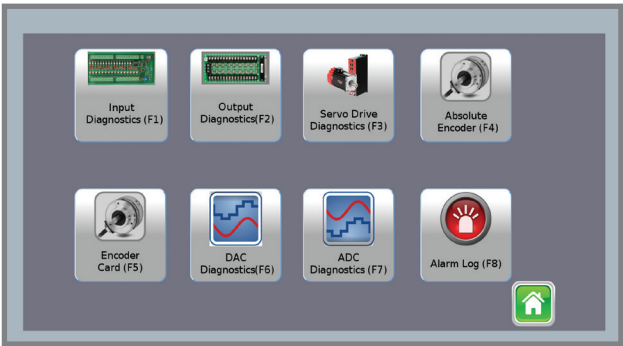 Input
Diagnostics (F1)
Output
Diagnostics(F2)
Servo Drive
Diagnostics (F3)
Absolute
Encoder (F4)
Encoder
Card (F5)
DAC
Diagnostics(F6)
ADC
Diagnostics (F7)
Alarm Log (F8)